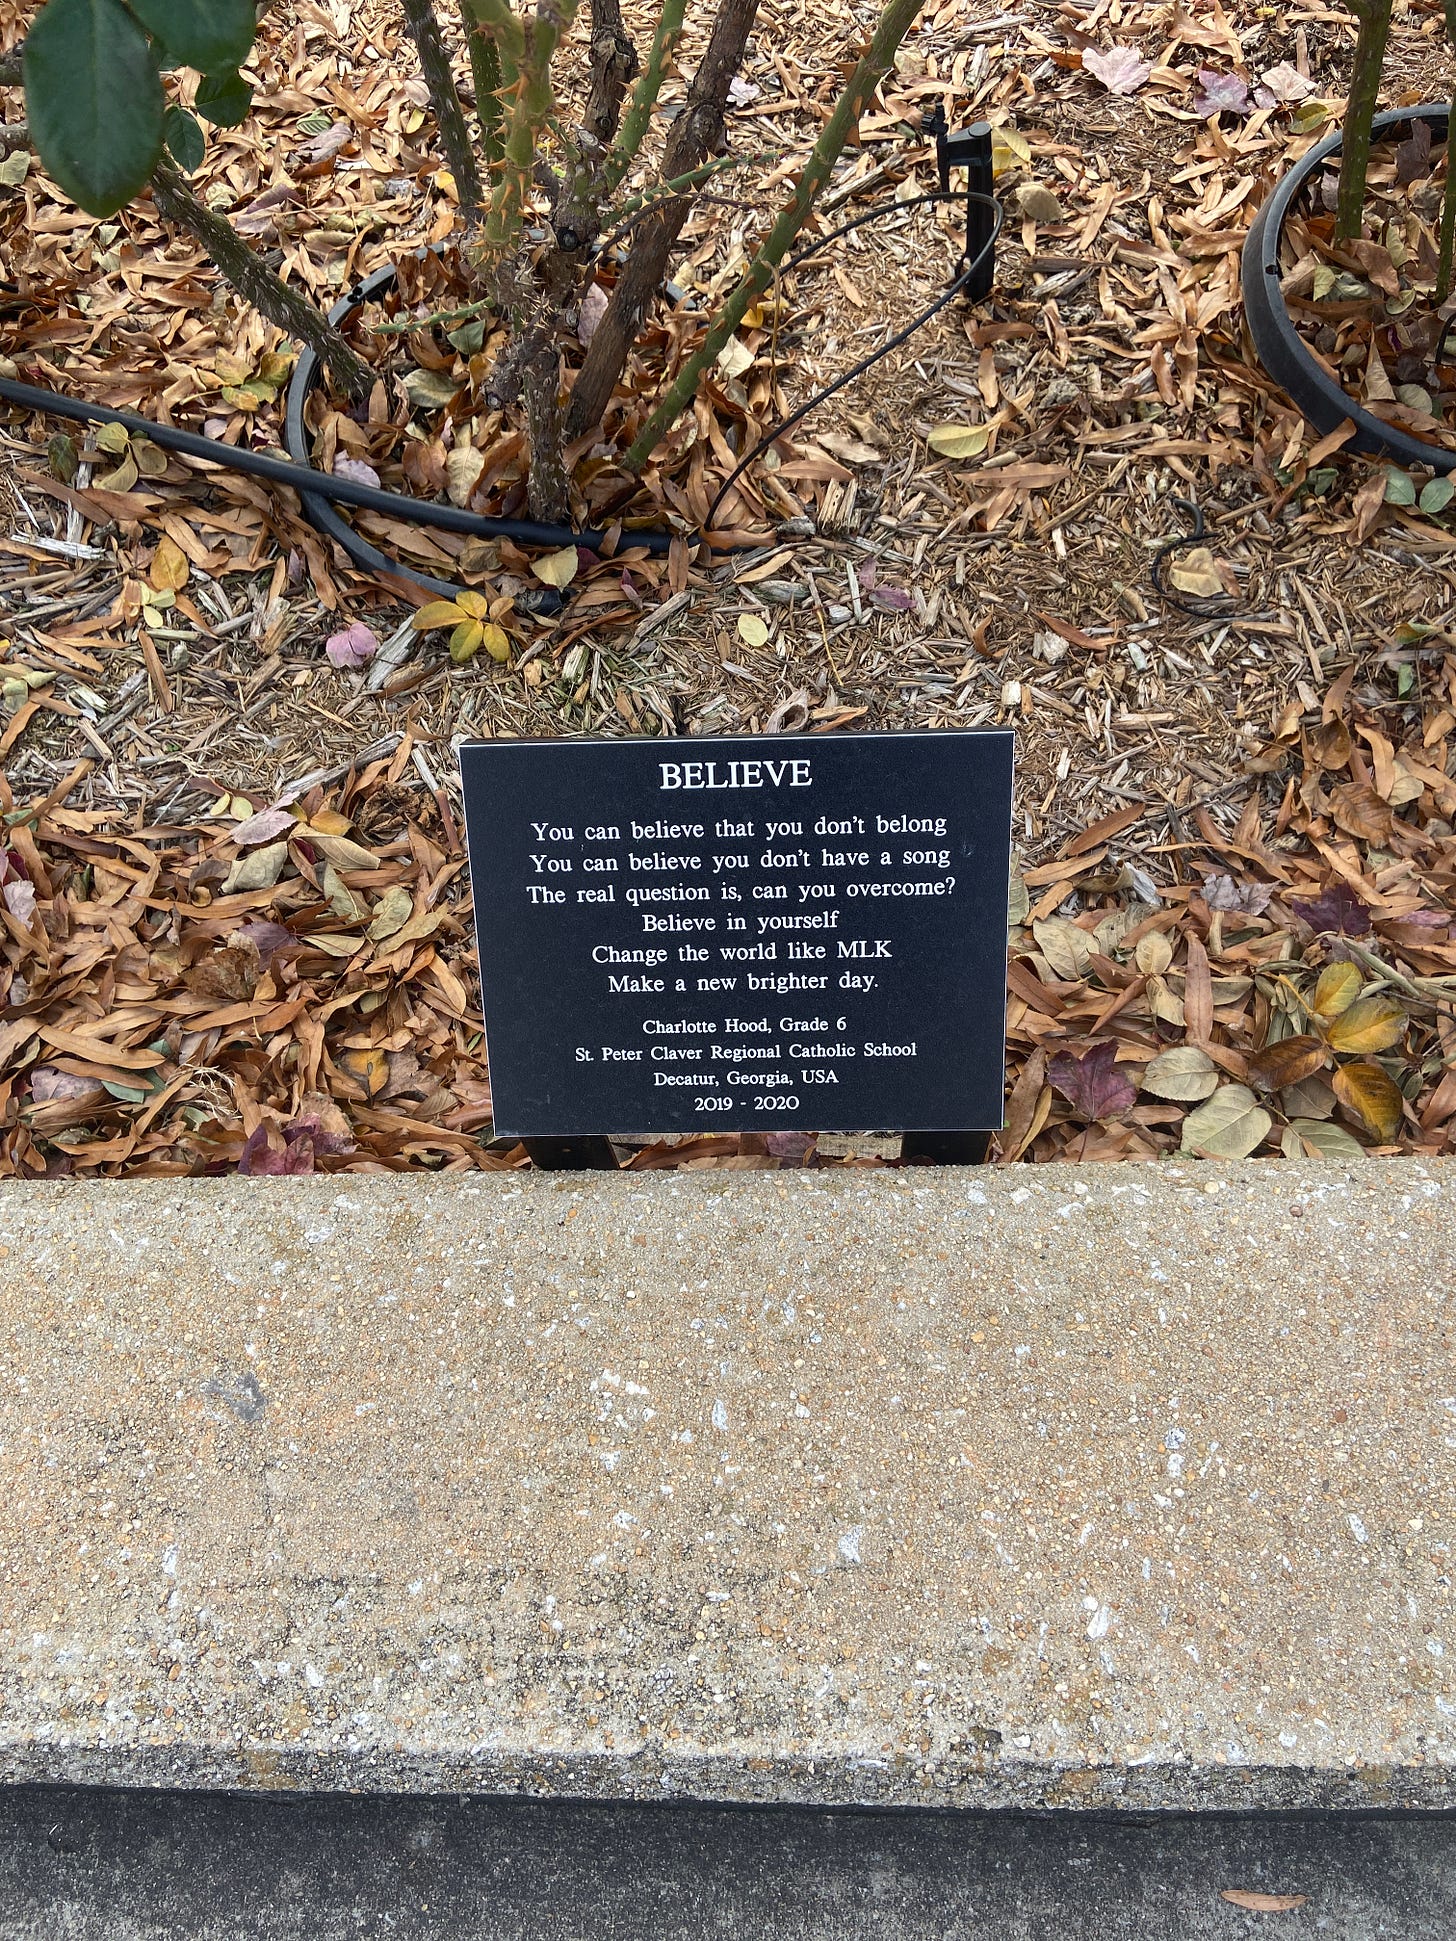 BELIEVE
You can believe that you don't belong
You can believe you don't have a song
The real question is, can you overcome?
Believe in yourself
Change the world like MLK
Make a new brighter day.
Charlotte Hood, Grade 6
St. Peter Claver Regional Catholic School
Decatur, Georgia, USA
2019 - 2020